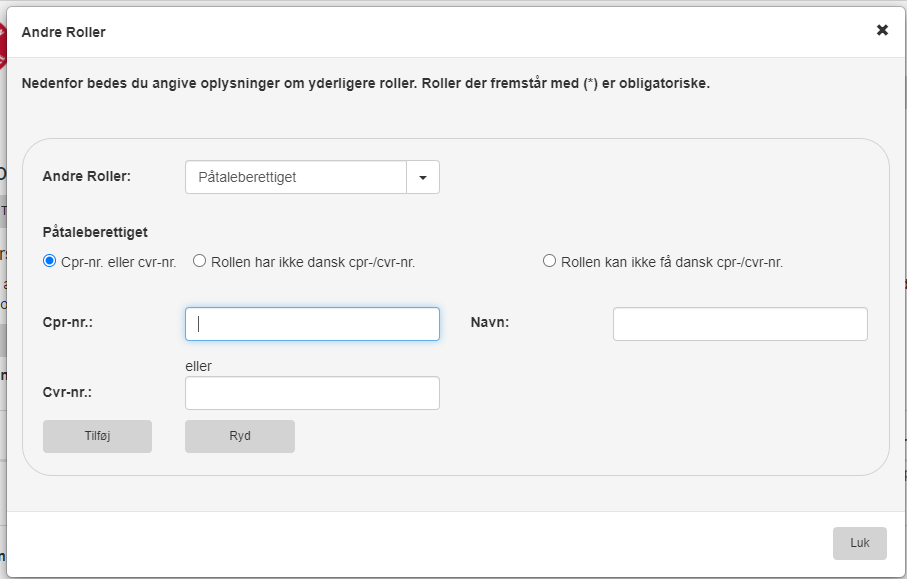 Andre Roller
Nedenfor bedes du angive oplysninger om yderligere roller. Roller der fremstår med (*) er obligatoriske.
Andre Roller: Påtaleberettiget
Påtaleberettiget
Cpr-nr. eller cvr-nr. Rollen har ikke dansk cpr-/cvr-nr. Rollen kan ikke få dansk cpr-/cvr-nr.
Cpr-nr.: Navn:
eller
Cvr-nr.:
Tilføj Ryd
Luk